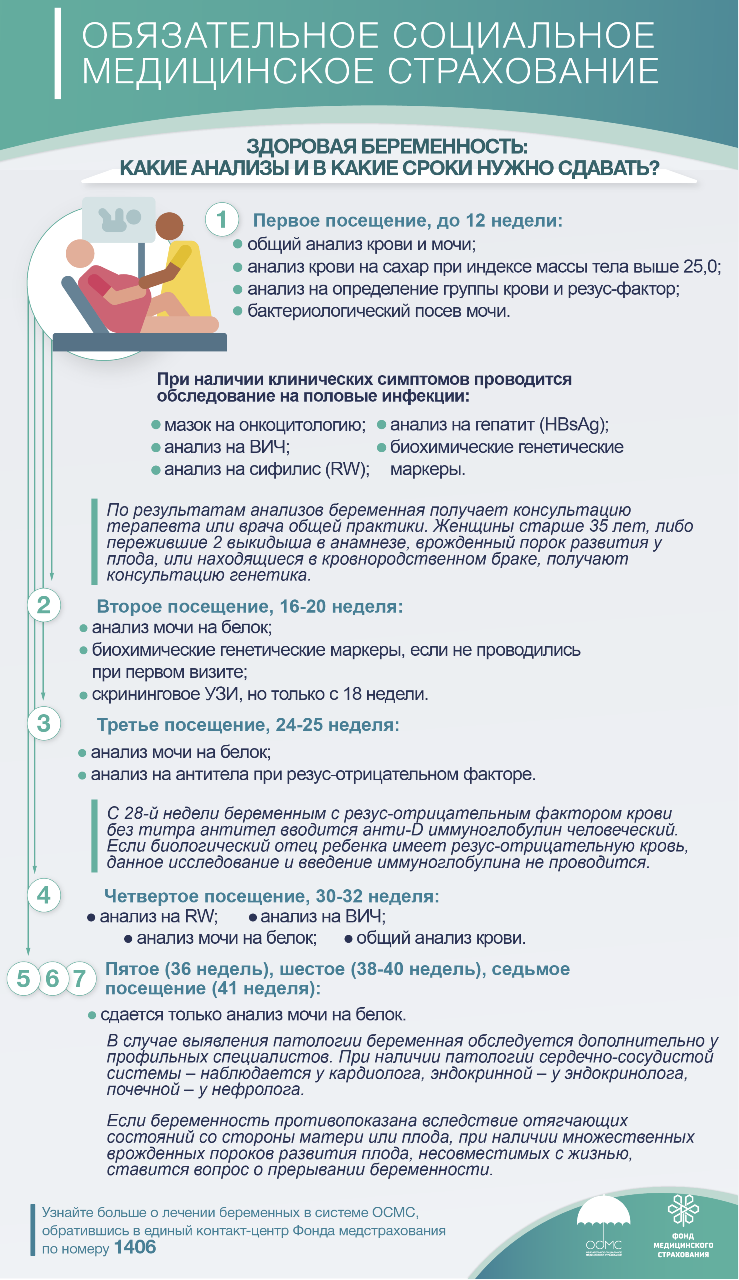 ОБЯЗАТЕЛЬНОЕ СОЦИАЛЬНОЕ
МЕДИЦИНСКОЕ СТРАХОВАНИЕ
ЗДОРОВАЯ БЕРЕМЕННОСТЬ:
КАКИЕ АНАЛИЗЫ И В КАКИЕ СРОКИ НУЖНО СДАВАТЬ?
1 Первое посещение, до 12 недели:
• общий анализ крови и мочи;
• анализ крови на сахар при индексе массы тела выше 25,0;
• анализ на определение группы крови и резус-фактор;
• бактериологический посев мочи.
При наличии клинических симптомов проводится
обследование на половые инфекции:
• мазок на онкоцитологию;
• анализ на ВИЧ;
• анализ на сифилис (RW);
• анализ на гепатит (HBsAg);
• биохимические генетические
маркеры.
По результатам анализов беременная получает консультацию
терапевта или врача общей практики. Женщины старше 35 лет, либо
пережившие 2 выкидыша в анамнезе, врожденный порок развития у
плода, или находящиеся в кровнородственном браке, получают
консультацию генетика.
2 Второе посещение, 16-20 неделя:
• анализ мочи на белок;
• биохимические генетические маркеры, если не проводились
при первом визите;
• скрининговое УЗИ, но только с 18 недели.
3 Третье посещение, 24-25 неделя:
• анализ мочи на белок;
• анализ на антитела при резус-отрицательном факторе.
С 28-й недели беременным с резус-отрицательным фактором крови
без титра антител вводится анти-D иммуноглобулин человеческий.
Если биологический отец ребенка имеет резус-отрицательную кровь,
данное исследование и введение иммуноглобулина не проводится.
4 Четвертое посещение, 30-32 неделя:
• анализ на RW; • анализ на ВИЧ;
• анализ мочи на белок; • общий анализ крови.
5 6 7 Пятое (36 недель), шестое (38-40 недель), седьмое
посещение (41 неделя):
• сдается только анализ мочи на белок.
В случае выявления патологии беременная обследуется дополнительно у
профильных специалистов. При наличии патологии сердечно-сосудистой
системы – наблюдается у кардиолога, эндокринной – у эндокринолога,
почечной – у нефролога.
Если беременность противопоказана вследствие отягчающих
состояний со стороны матери или плода, при наличии множественных
врожденных пороков развития плода, несовместимых с жизнью,
ставится вопрос о прерывании беременности.
Узнайте больше о лечении беременных в системе ОСМС,
обратившись в единый контакт-центр Фонда медстрахования
по номеру 1406
ОСМС
ФОНД
МЕДИЦИНСКОГО
СТРАХОВАНИЯ